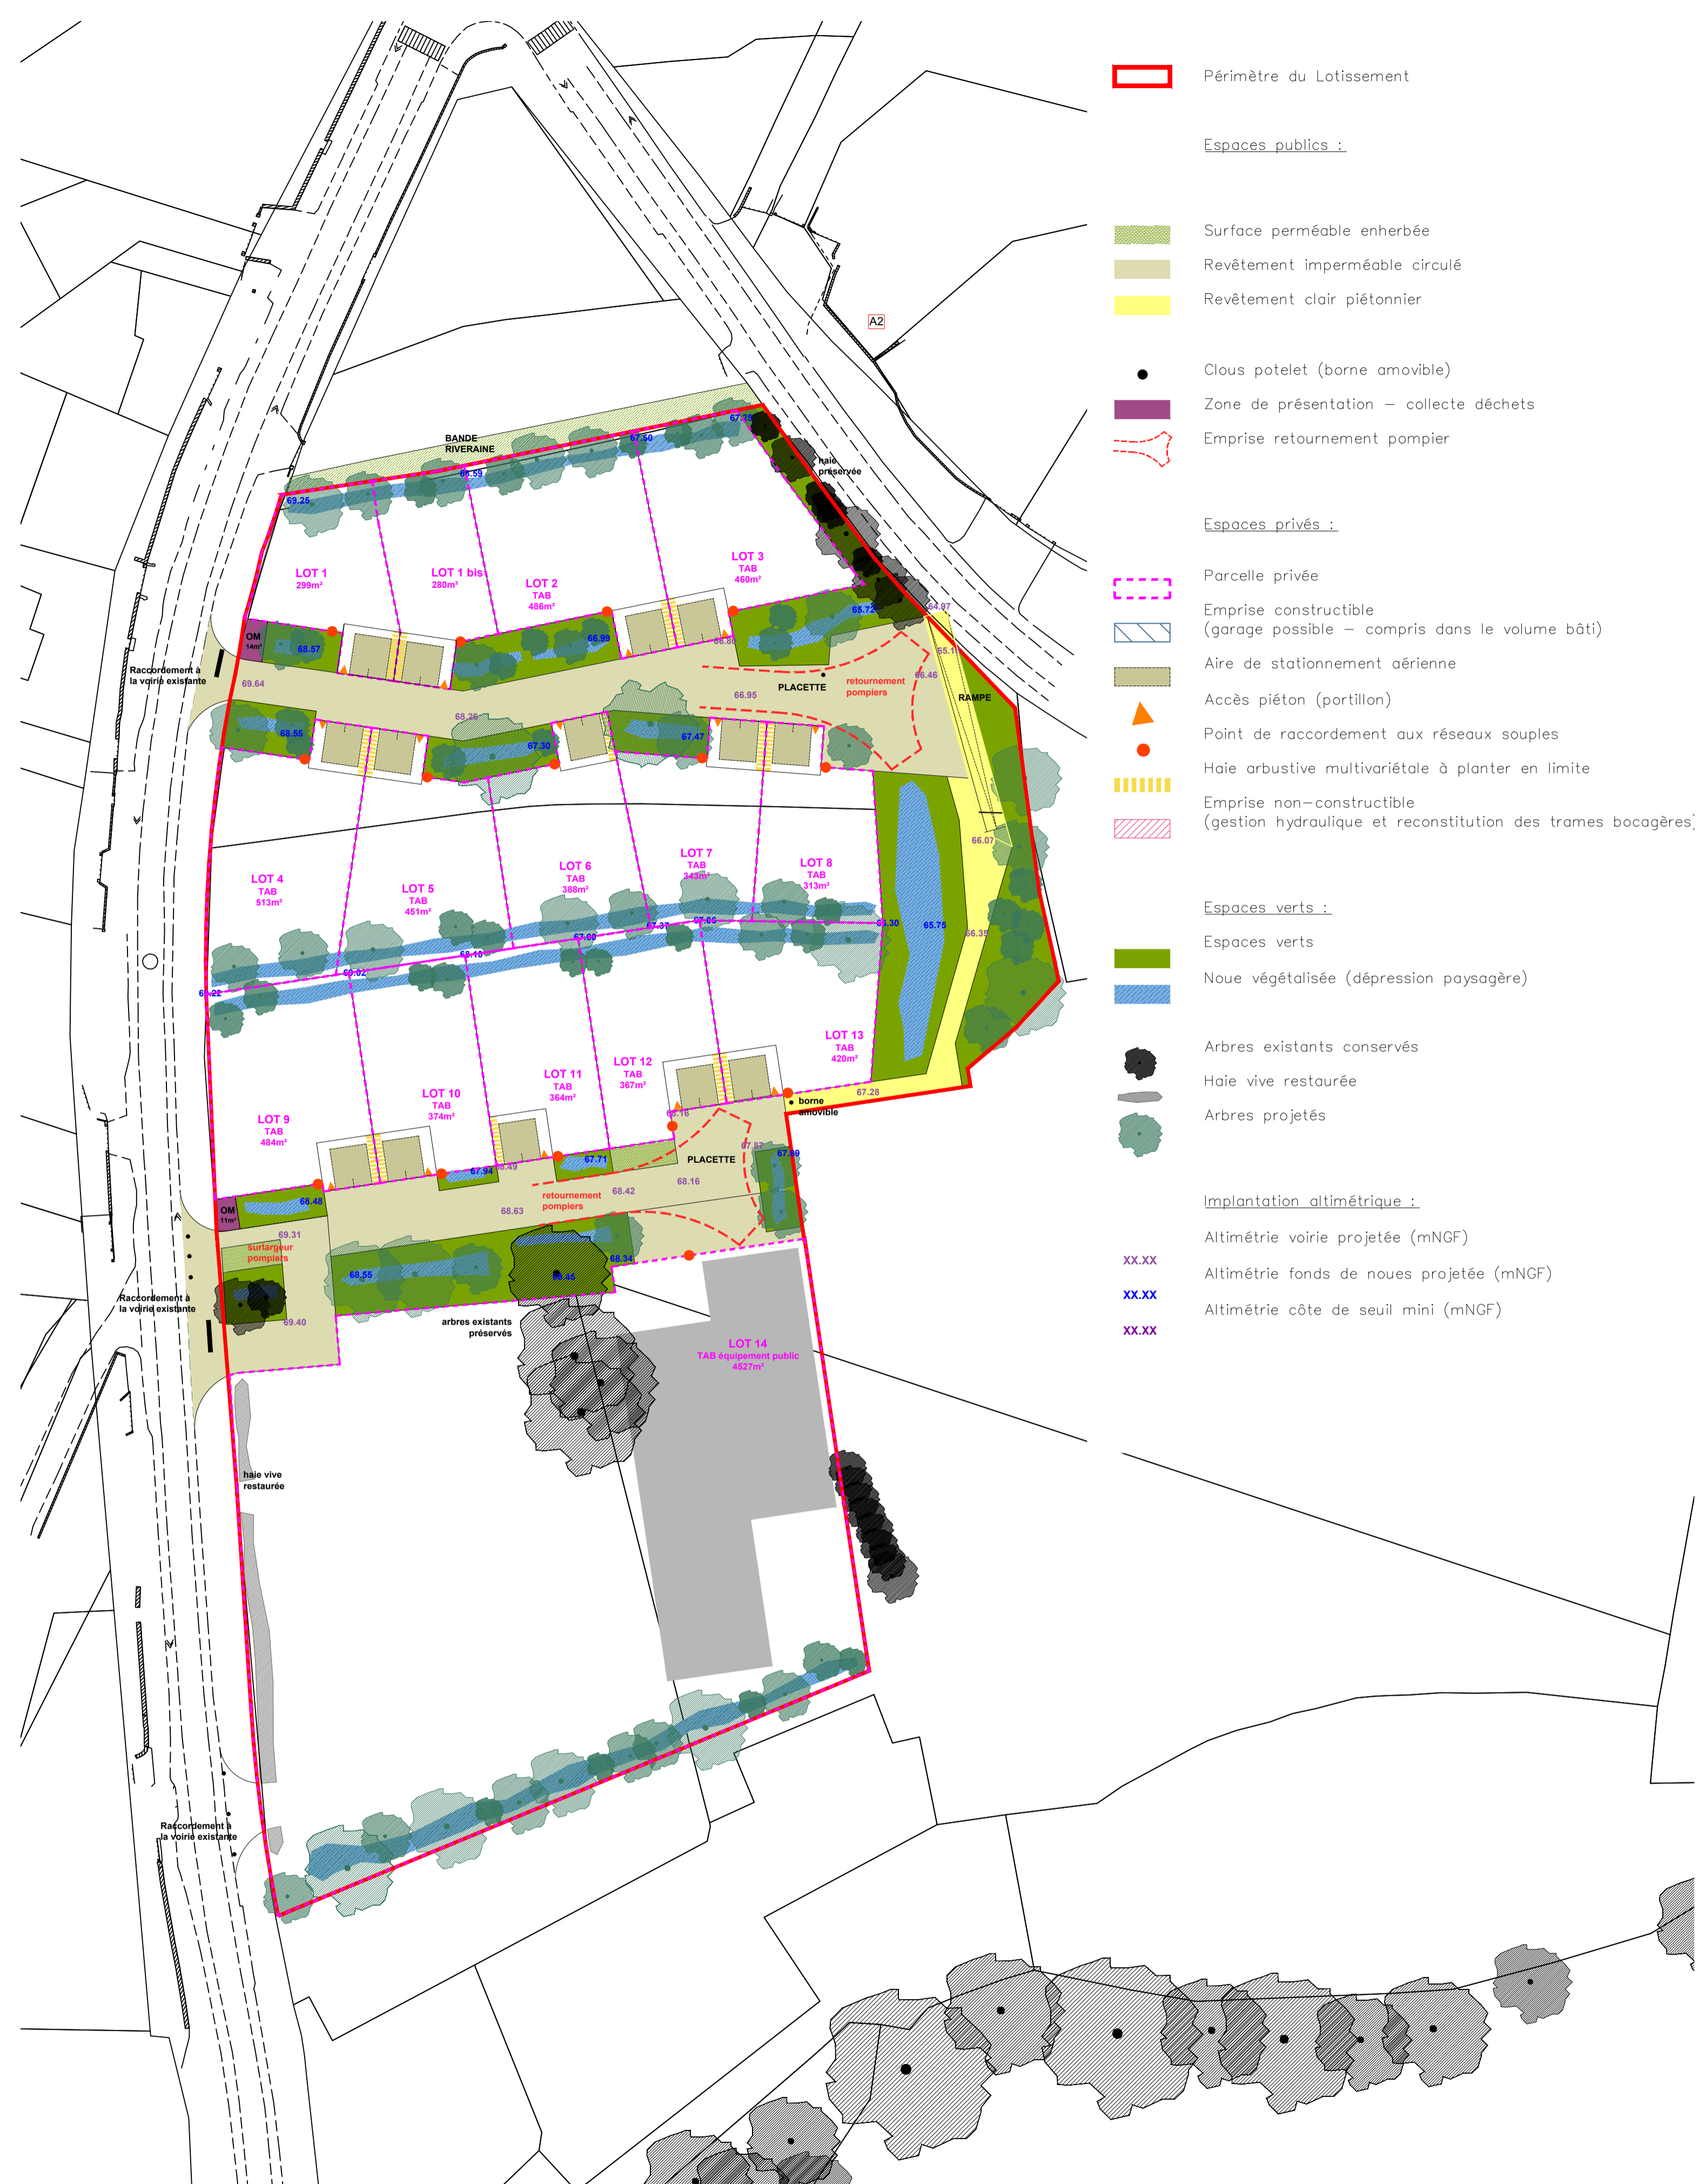 Périmètre du Lotissement
Espaces publics :
Surface perméable enherbée
Revêtement imperméable circulé
Revêtement clair piétonnier
Clous potelet (borne amovible)
Zone de présentation – collecte déchets
Emprise retournement pompier
Espaces privés :
Parcelle privée
Emprise constructible
(garage possible – compris dans le volume bâti)
Aire de stationnement aérienne
Accès piéton (portillon)
Point de raccordement aux réseaux souples
Haie arbustive multivariétale à planter en limite
Emprise non-constructible
(gestion hydraulique et reconstitution des trames bocagères)
Espaces verts :
Espaces verts
Noue végétalisée (dépression paysagère)
Arbres existants conservés
Haie vive restaurée
Arbres projetés
Implantation altimétrique :
Altimétrie voirie projetée (mNGF)
XX.XX
Altimétrie fonds de noues projetée (mNGF)
XX.XX
Altimétrie côte de seuil mini (mNGF)
XX.XX
A2
BANDE
RIVERAINE
67.25
67.50
69.25
haie
préservée
LOT 1
299m²
LOT 1 bis
280m²
LOT 2
TAB
486m²
LOT 3
TAB
460m²
OM
14m²
68.57
66.99
65.72
64.97
Raccordement à
la voirie existante
69.64
68.26
66.95
PLACETTE
retournement
pompiers
66.46
RAMPE
68.55
67.30
67.47
66.07
LOT 4
TAB
513m²
LOT 5
TAB
451m²
LOT 6
TAB
388m²
LOT 7
TAB
343m²
LOT 8
TAB
313m²
65.75
66.35
67.37
LOT 9
TAB
484m²
LOT 10
TAB
374m²
LOT 11
TAB
364m²
LOT 12
TAB
367m²
LOT 13
TAB
420m²
67.28
borne
amovible
OM
11m²
68.48
67.94
67.71
67.87
PLACETTE
68.16
68.42
retournement
pompiers
68.63
69.31
surlargeur
pompiers
68.55
68.34
Raccordement à
la voirie existante
69.40
arbres existants
préservés
LOT 14
TAB équipement public
4527m²
haie vive
restaurée
Raccordement à
la voirie existante